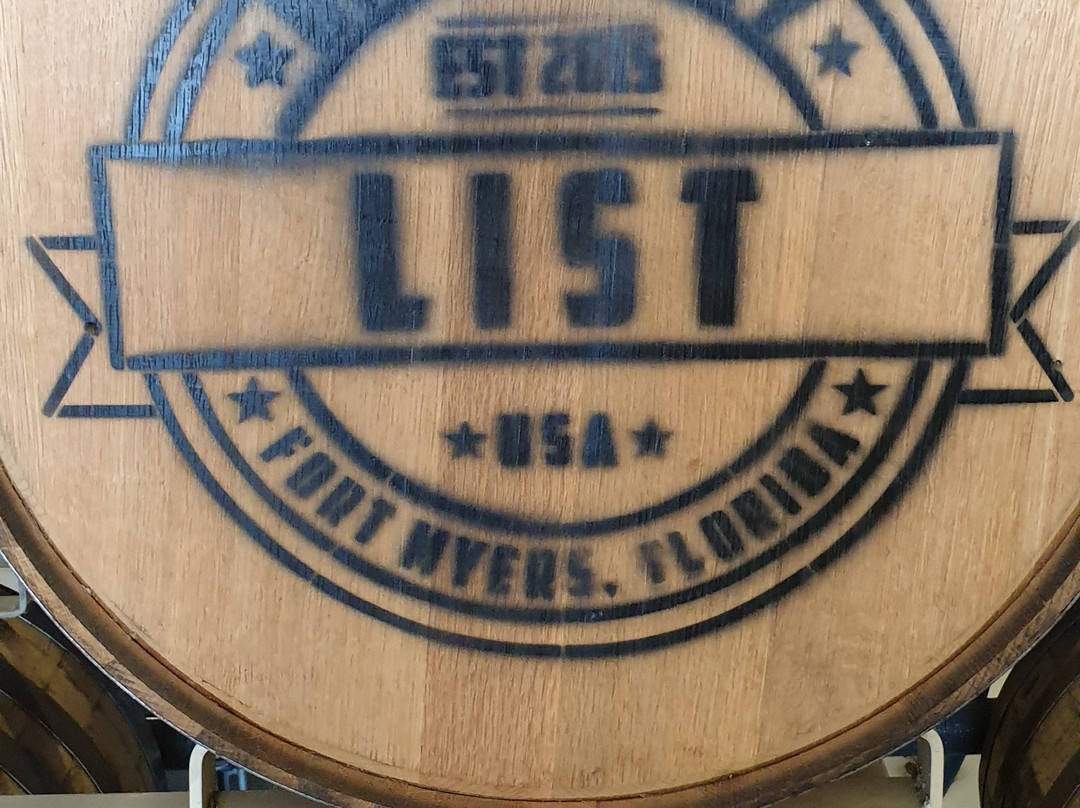 EST 2015
LIST
USA
FORT MYERS, FLORIDA